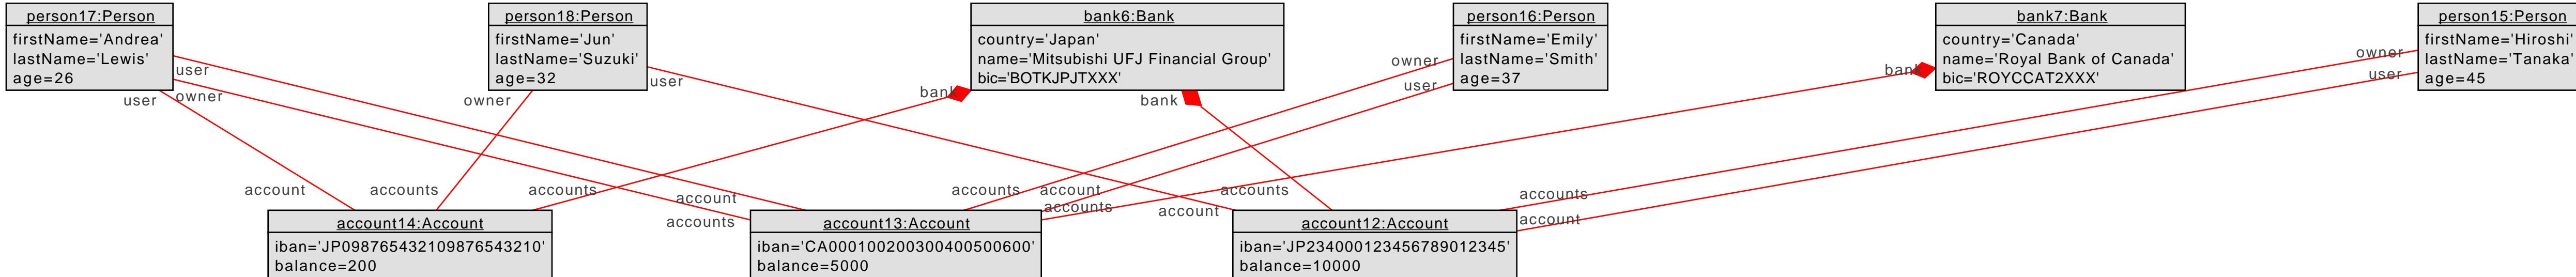 person17:Person
firstName='Andrea'
lastName='Lewis'
age=26
person18:Person
firstName='Jun'
lastName='Suzuki'
age=32
bank6:Bank
country='Japan'
name='Mitsubishi UFJ Financial Group'
bic='BOTKJPJTXXX'
person16:Person
firstName='Emily'
lastName='Smith'
age=37
bank7:Bank
country='Canada'
name='Royal Bank of Canada'
bic='ROYCCAT2XXX'
person15:Person
firstName='Hiroshi'
lastName='Tanaka'
age=45
user
owner
user
owner
user
bank
bank
owner
user
bank
owner
user
account
accounts
accounts
account
accounts
accounts
account
accounts
account
accounts
accounts
account
account14:Account
iban='JP098765432109876543210'
balance=200
account13:Account
iban='CA000100200300400500600'
balance=5000
account12:Account
iban='JP234000123456789012345'
balance=10000